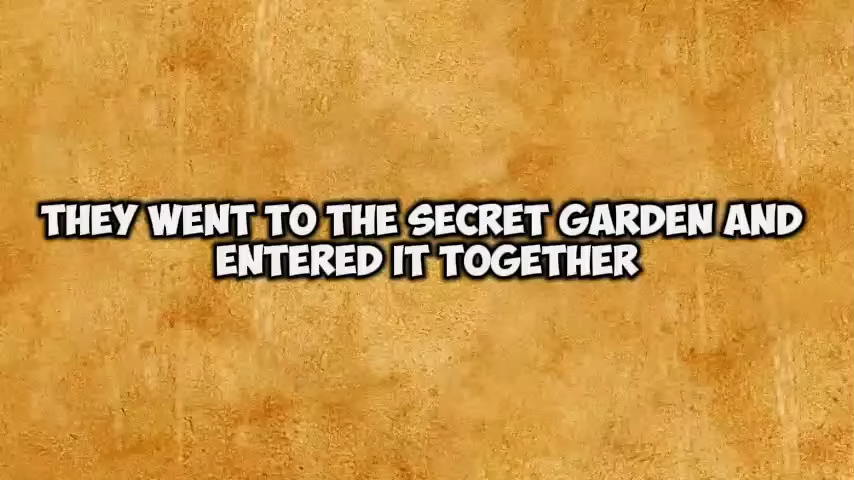 THEY WENT TO THE SECRET GARDEN AND
ENTERED IT TOGETHER